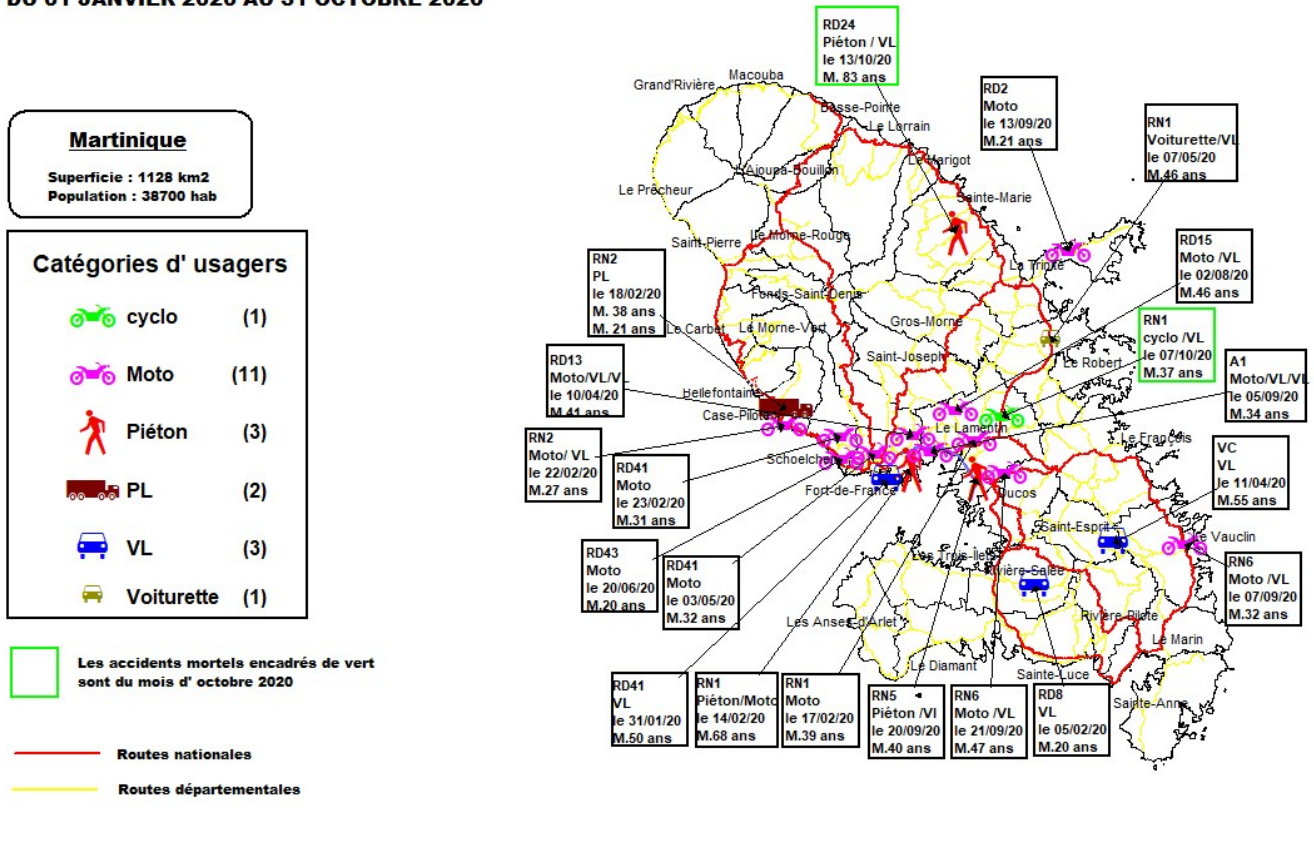 DU 01 JANVIER 2020 AU 31 OCTOBRE 2020
Martinique
Superficie : 1128 km2
Population : 38700 hab
Catégories d' usagers
cyclo (1)
Moto (11)
Piéton (3)
PL (2)
VL (3)
Voiturette (1)
Les accidents mortels encadrés de vert
sont du mois d' octobre 2020
Routes nationales
Routes départementales
RD24
Piéton / VL
le 13/10/20
M. 83 ans
RD2
Moto
le 13/09/20
M.21 ans
RN1
Voiturette/VL
le 07/05/20
M.46 ans
RD15
Moto /VL
le 02/08/20
M.46 ans
RN1
cyclo /VL
le 07/10/20
M.37 ans
A1
Moto/VL/VL
le 05/09/20
M.34 ans
VC
VL
le 11/04/20
M.55 ans
RN6
Moto /VL
le 07/09/20
M.32 ans
RN2
PL
le 18/02/20
M. 38 ans
M. 21 ans
RD13
Moto/VL/V
le 10/04/20
M.41 ans
RN2
Moto/ VL
le 22/02/20
M.27 ans
RD41
Moto
le 23/02/20
M.31 ans
RD43
Moto
le 20/06/20
M.20 ans
RD41
Moto
le 03/05/20
M.32 ans
RD41
VL
le 31/01/20
M.50 ans
RN1
Piéton/Moto
le 14/02/20
M.68 ans
RN1
Moto
le 17/02/20
M.39 ans
RN5
Piéton /Vl
le 20/09/20
M.40 ans
RN6
Moto /VL
le 21/09/20
M.47 ans
RD8
VL
le 05/02/20
M.20 ans
Grand'Rivière
Macouba
Basse-Pointe
Le Lorrain
Le Marigot
L'Ajoupa-Bouillon
Le Prêcheur
Sainte-Marie
Saint-Pierre
Le Morne-Rouge
La Trinité
Fonds-Saint-Denis
Le Carbet
Le Morne-Vert
Gros-Morne
Saint-Joseph
Le Robert
Bellefontaine
Case-Pilote
Le Lamentin
Schoelcher
Fort-de-France
Le François
Ducos
Saint-Esprit
Le Vauclin
Les Trois-Îlets
Rivière-Salée
Les Anses-d'Arlet
Rivière-Pilote
Le Marin
Le Diamant
Sainte-Luce
Sainte-Anne